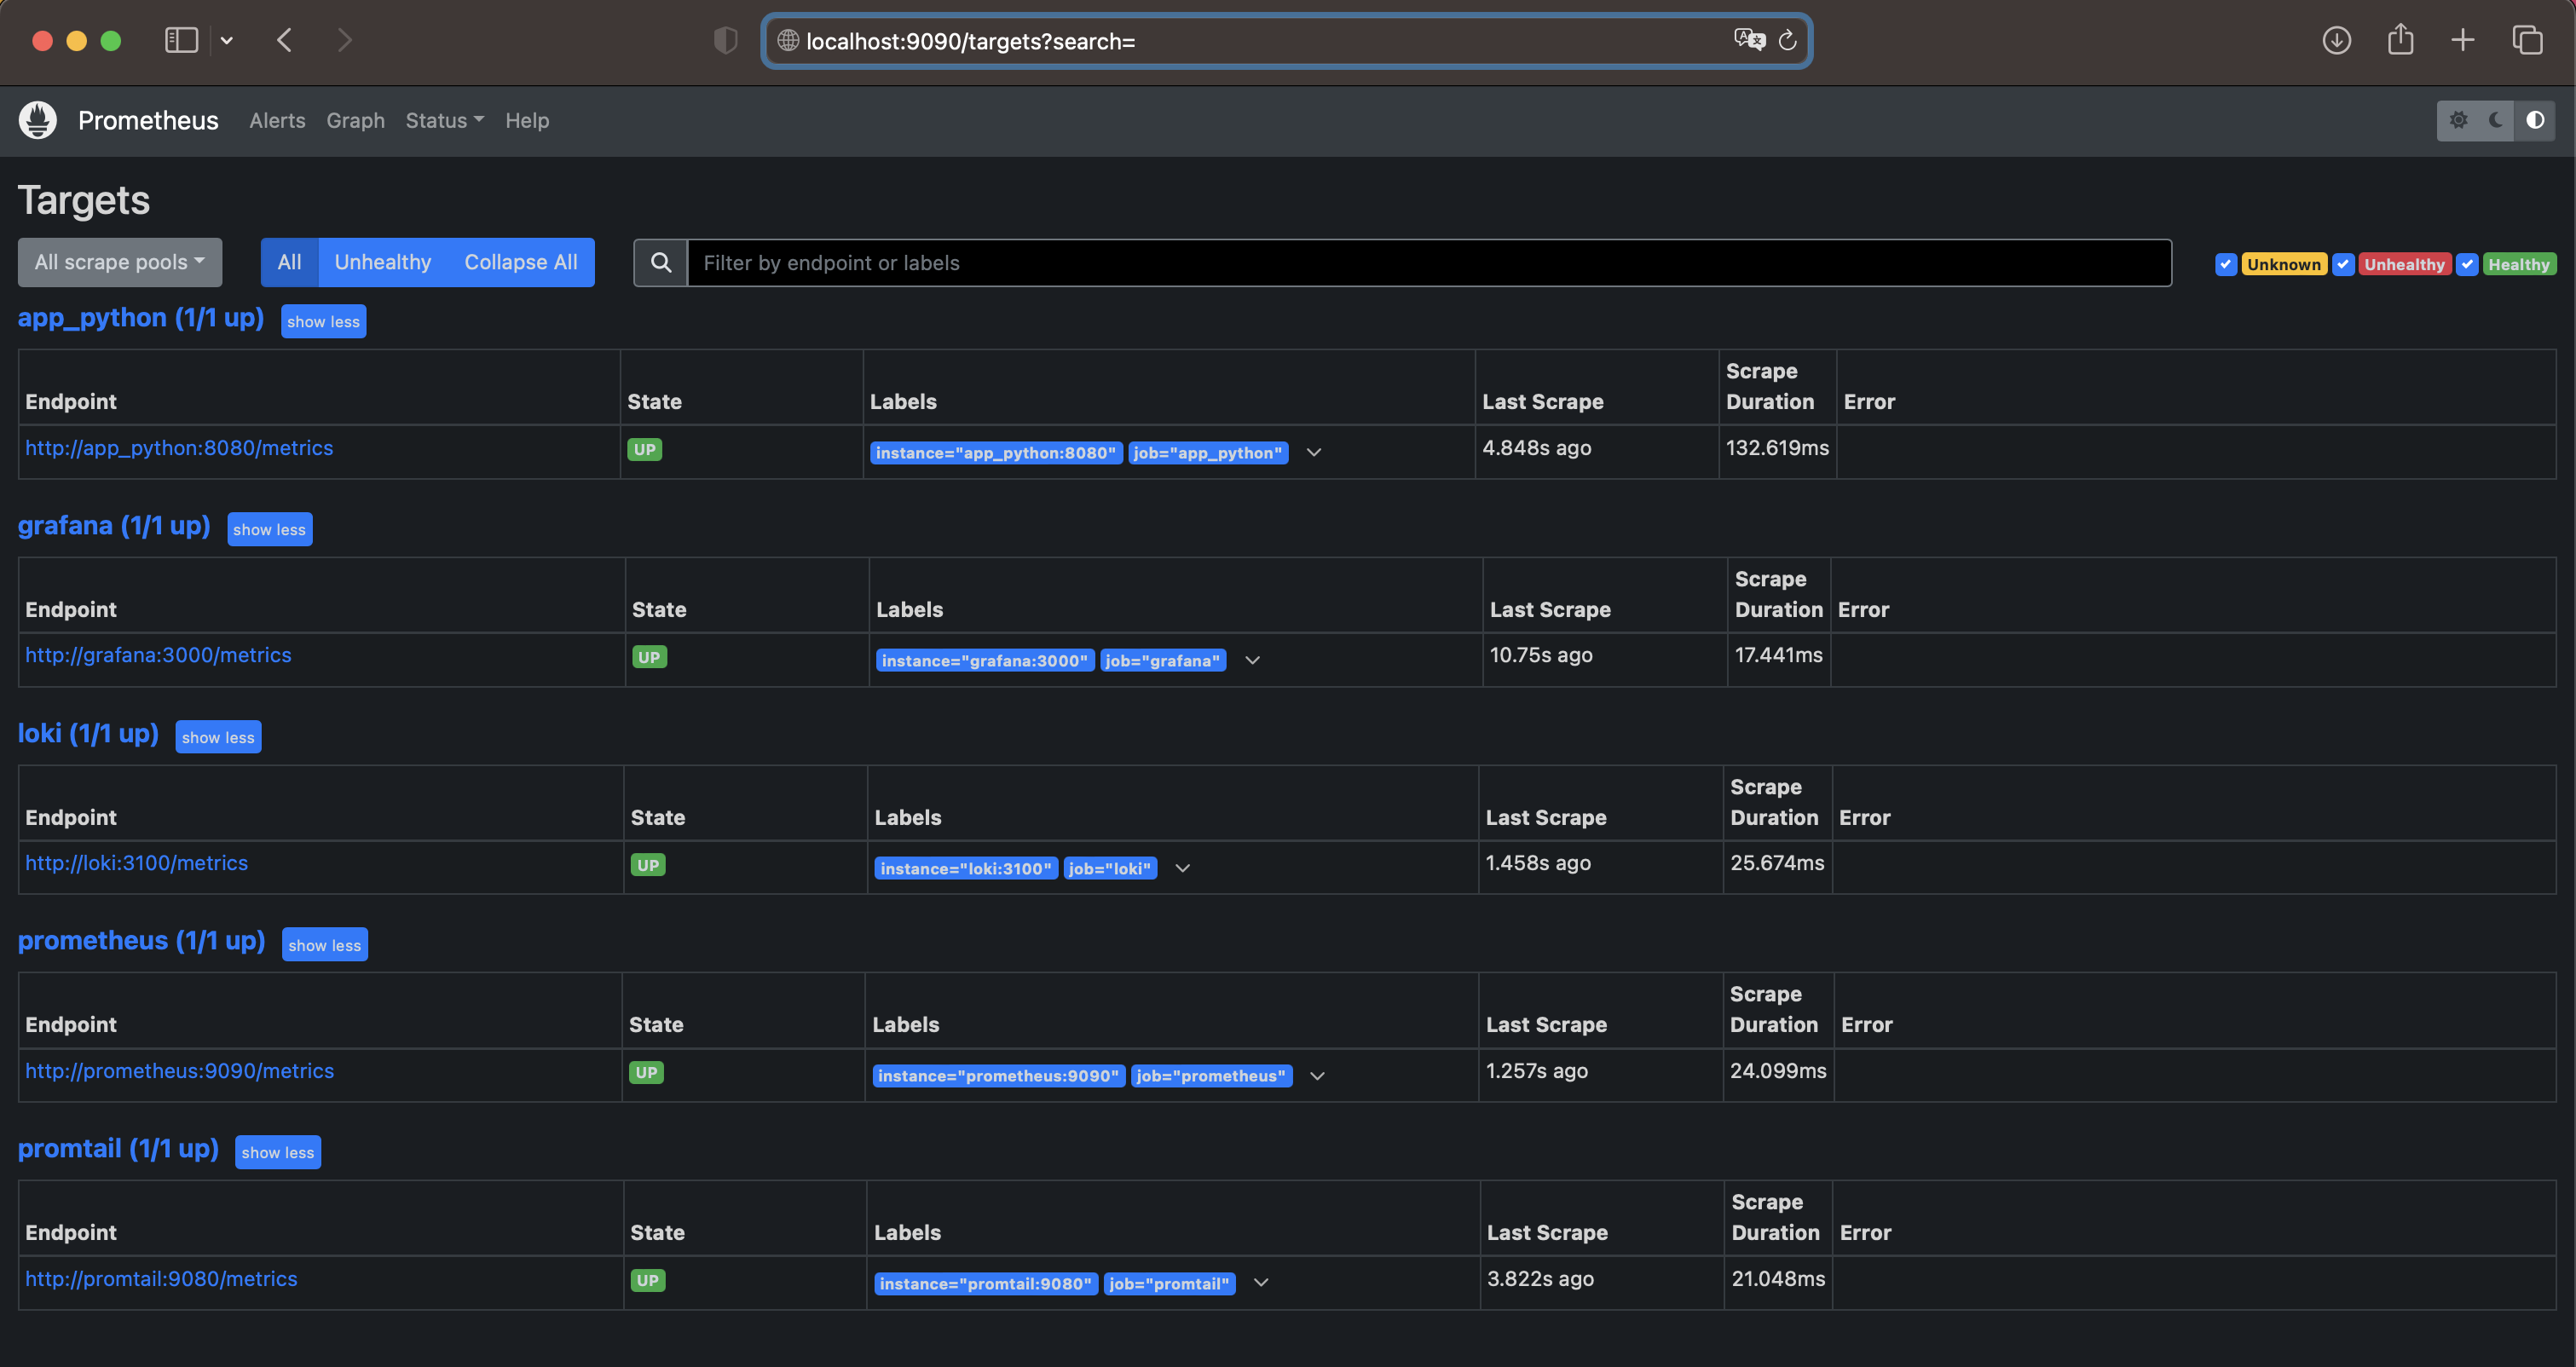 localhost:9090/targets?search=
Prometheus Alerts Graph Status Help
Targets
All scrape pools All Unhealthy Collapse All Filter by endpoint or labels Unknown Unhealthy Healthy
app_python (1/1 up) show less
Endpoint State Labels Last Scrape Scrape Duration Error
http://app_python:8080/metrics UP instance="app_python:8080" job="app_python" 4.848s ago 132.619ms
grafana (1/1 up) show less
Endpoint State Labels Last Scrape Scrape Duration Error
http://grafana:3000/metrics UP instance="grafana:3000" job="grafana" 10.75s ago 17.441ms
loki (1/1 up) show less
Endpoint State Labels Last Scrape Scrape Duration Error
http://loki:3100/metrics UP instance="loki:3100" job="loki" 1.458s ago 25.674ms
prometheus (1/1 up) show less
Endpoint State Labels Last Scrape Scrape Duration Error
http://prometheus:9090/metrics UP instance="prometheus:9090" job="prometheus" 1.257s ago 24.099ms
promtail (1/1 up) show less
Endpoint State Labels Last Scrape Scrape Duration Error
http://promtail:9080/metrics UP instance="promtail:9080" job="promtail" 3.822s ago 21.048ms